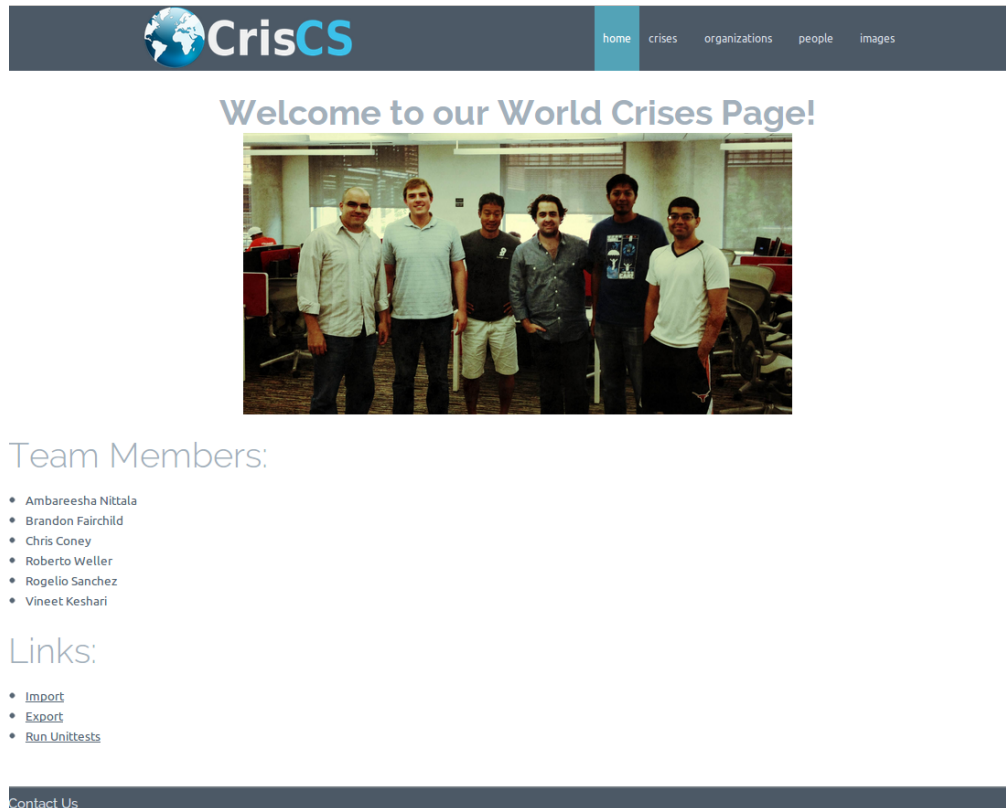 CrisCS
home crises organizations people images
Welcome to our World Crises Page!
Team Members:
Ambareesha Nittala
Brandon Fairchild
Chris Coney
Roberto Weller
Rogelio Sanchez
Vineet Keshari
Links:
Import
Export
Run Unittests
Contact Us